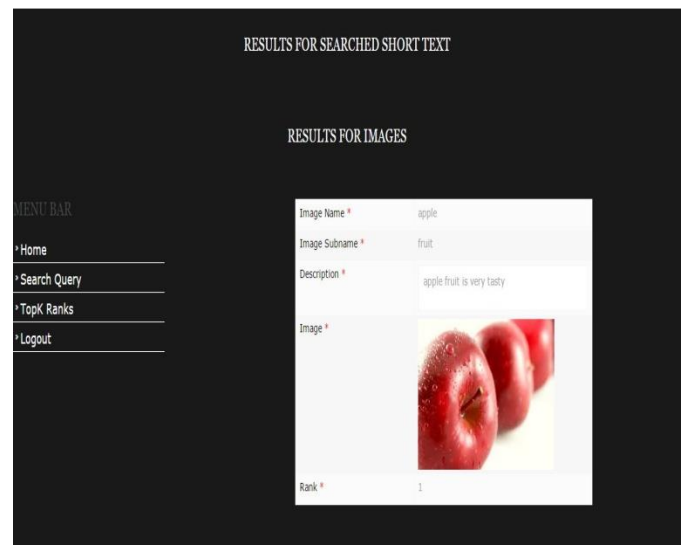 RESULTS FOR SEARCHED SHORT TEXT
RESULTS FOR IMAGES
MENU BAR
» Home
» Search Query
» TopK Ranks
» Logout
Image Name * apple
Image Subname * fruit
Description * apple fruit is very tasty
Image *
Rank * 1